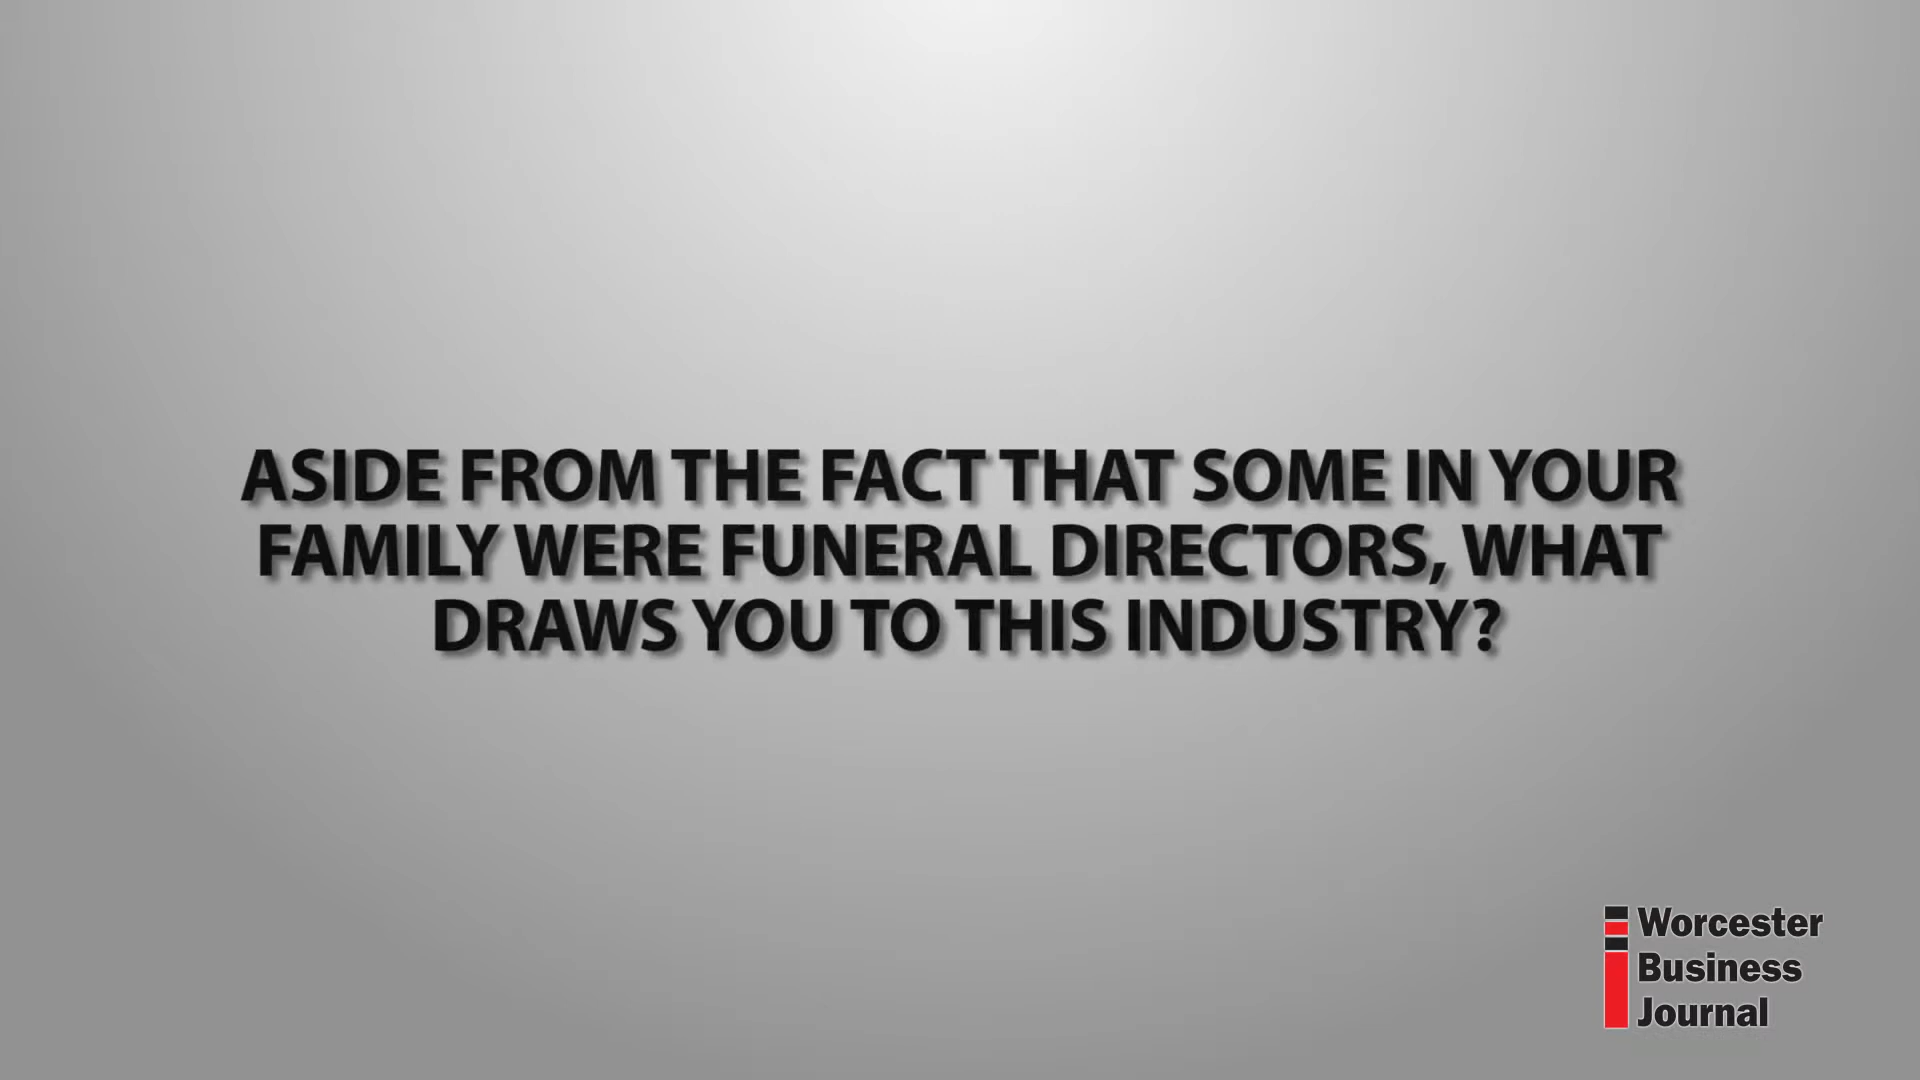 ASIDE FROM THE FACT THAT SOME IN YOUR
FAMILY WERE FUNERAL DIRECTORS, WHAT
DRAWS YOU TO THIS INDUSTRY?
Worcester
Business
Journal